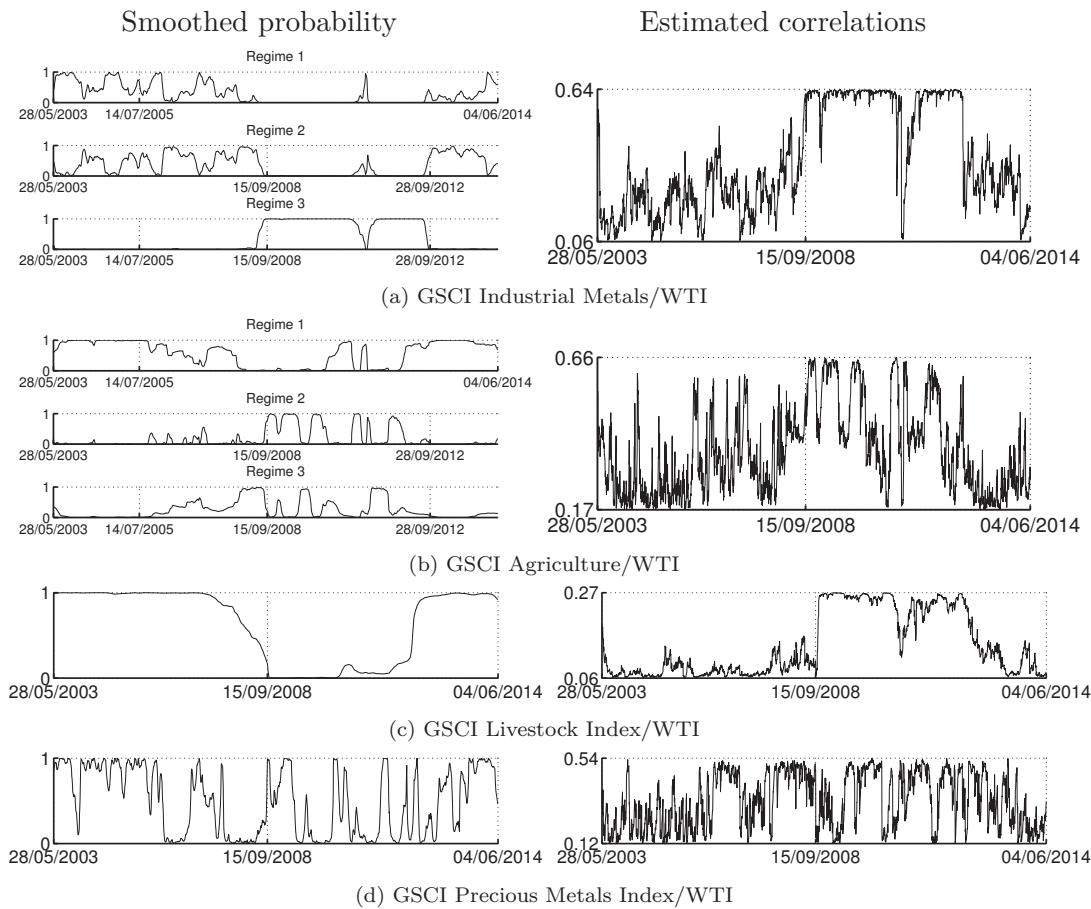 Smoothed probability
Estimated correlations
Regime 1
1
0
28/05/2003 14/07/2005 04/06/2014
Regime 2
1
0
28/05/2003 15/09/2008 28/09/2012
Regime 3
1
0
28/05/2003 14/07/2005 15/09/2008 28/09/2012
0.64
0.06
28/05/2003 15/09/2008 04/06/2014
(a) GSCI Industrial Metals/WTI
Regime 1
1
0
28/05/2003 14/07/2005 04/06/2014
Regime 2
1
0
28/05/2003 15/09/2008 28/09/2012
Regime 3
1
0
28/05/2003 14/07/2005 15/09/2008 28/09/2012
0.66
0.17
28/05/2003 15/09/2008 04/06/2014
(b) GSCI Agriculture/WTI
1
0
28/05/2003 15/09/2008 04/06/2014
0.27
0.06
28/05/2003 15/09/2008 04/06/2014
(c) GSCI Livestock Index/WTI
1
0
28/05/2003 15/09/2008 04/06/2014
0.54
0.12
28/05/2003 15/09/2008 04/06/2014
(d) GSCI Precious Metals Index/WTI